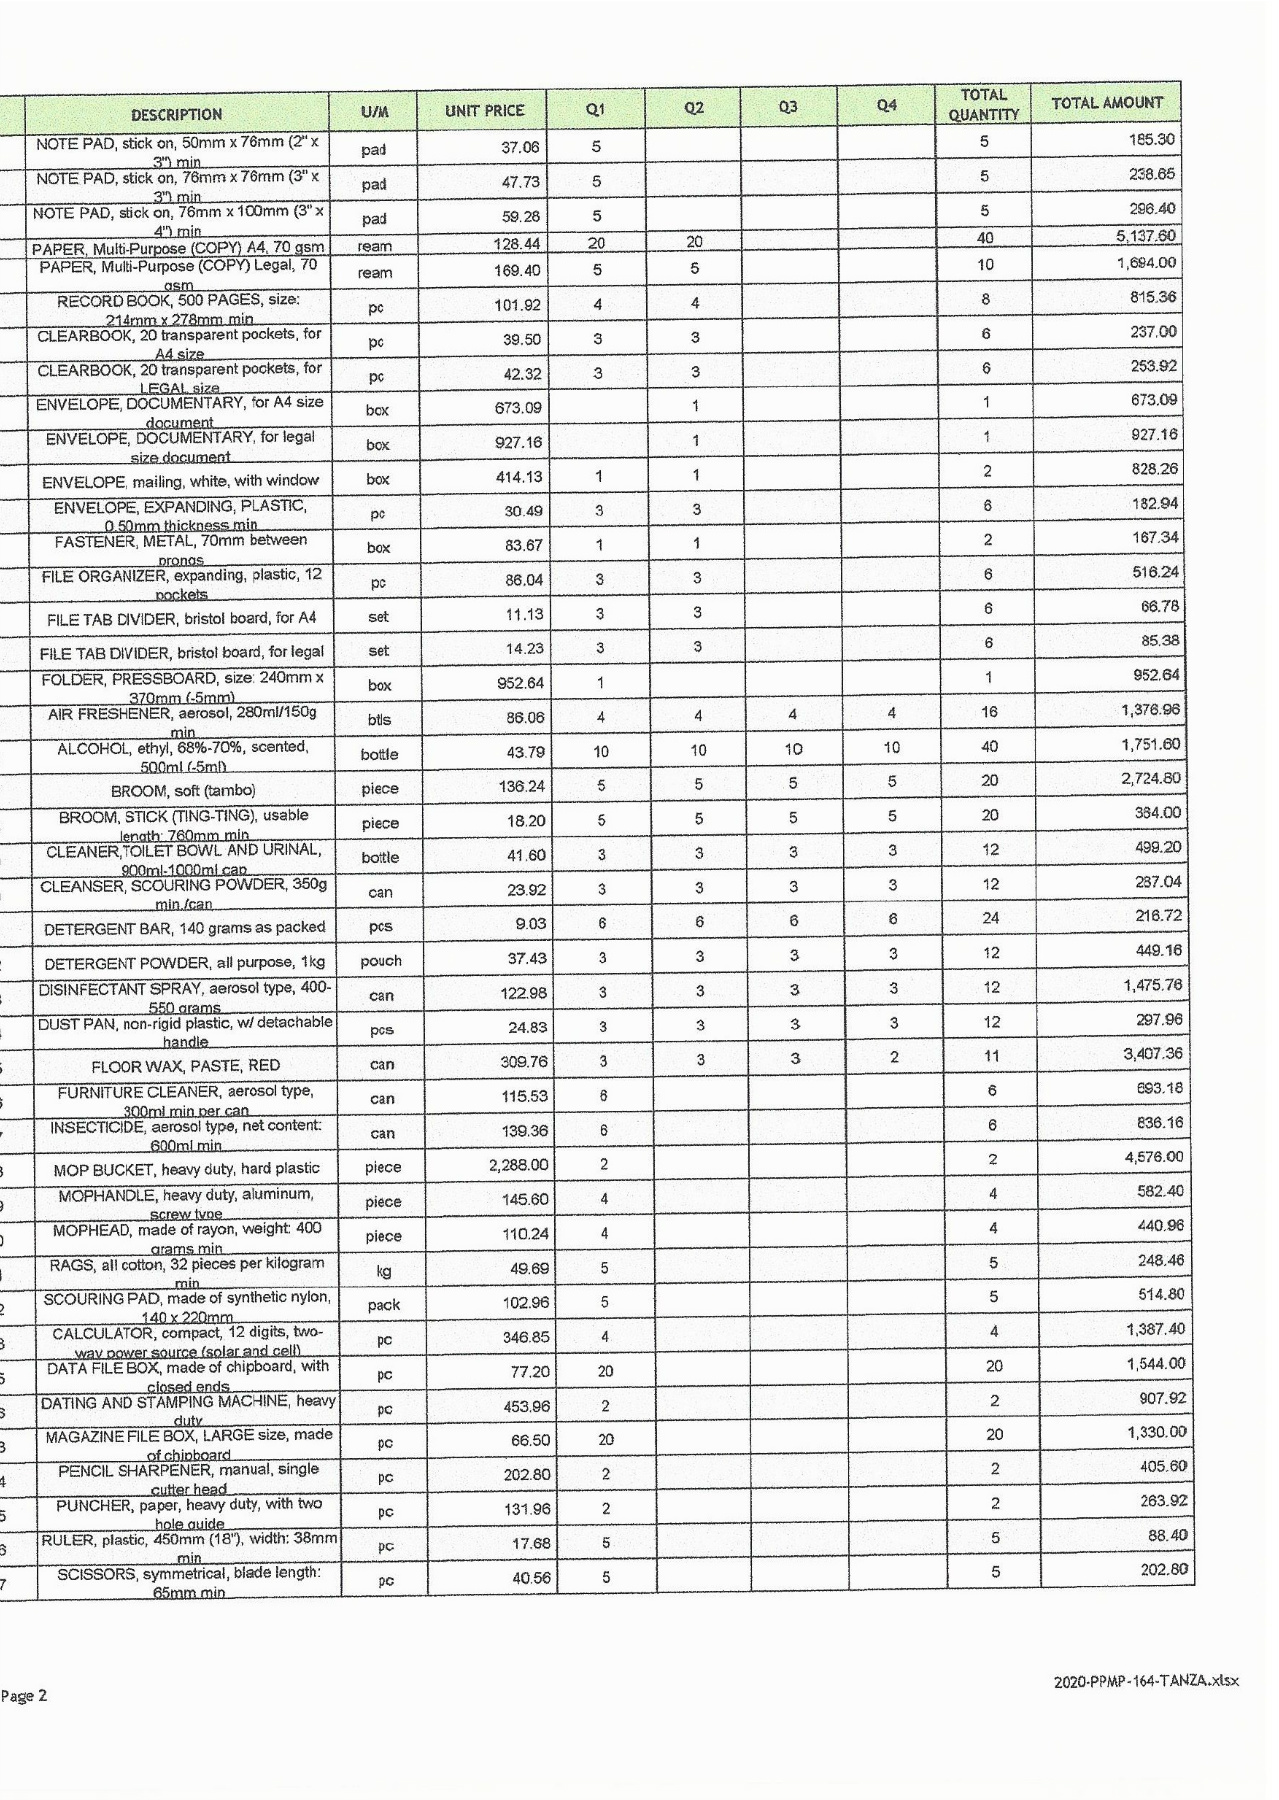 DESCRIPTION U/M UNIT PRICE Q1 Q2 Q3 Q4 TOTAL QUANTITY TOTAL AMOUNT
NOTE PAD, stick on, 50mm x 76mm (2" x 3") min pad 37.06 5 5 185.30
NOTE PAD, stick on, 76mm x 76mm (3" x 3") min pad 47.73 5 5 238.65
NOTE PAD, stick on, 76mm x 100mm (3" x 4") min pad 59.28 5 5 296.40
PAPER, Multi-Purpose (COPY) A4, 70 gsm ream 128.44 20 20 40 5,137.60
PAPER, Multi-Purpose (COPY) Legal, 70 gsm ream 169.40 5 5 10 1,694.00
RECORD BOOK, 500 PAGES, size: 214mm x 278mm min pc 101.92 4 4 8 815.36
CLEARBOOK, 20 transparent pockets, for A4 size pc 39.50 3 3 6 237.00
CLEARBOOK, 20 transparent pockets, for LEGAL size pc 42.32 3 3 6 253.92
ENVELOPE, DOCUMENTARY, for A4 size document box 673.09 1 1 673.09
ENVELOPE, DOCUMENTARY, for legal size document box 927.16 1 1 927.16
ENVELOPE, mailing, white, with window box 414.13 1 1 2 828.26
ENVELOPE, EXPANDING, PLASTIC, 0.50mm thickness min pc 30.49 3 3 6 182.94
FASTENER, METAL, 70mm between prongs box 83.67 1 1 2 167.34
FILE ORGANIZER, expanding, plastic, 12 pockets pc 86.04 3 3 6 516.24
FILE TAB DIVIDER, bristol board, for A4 set 11.13 3 3 6 66.78
FILE TAB DIVIDER, bristol board, for legal set 14.23 3 3 6 85.38
FOLDER, PRESSBOARD, size: 240mm x 370mm (-5mm) box 952.64 1 1 952.64
AIR FRESHENER, aerosol, 280ml/150g min btls 86.06 4 4 4 4 16 1,376.96
ALCOHOL, ethyl, 68%-70%, scented, 500ml (-5ml) bottle 43.79 10 10 10 10 40 1,751.60
BROOM, soft (tambo) piece 136.24 5 5 5 5 20 2,724.80
BROOM, STICK (TING-TING), usable length: 760mm min piece 18.20 5 5 5 5 20 364.00
CLEANER,TOILET BOWL AND URINAL, 900ml-1000ml cap bottle 41.60 3 3 3 3 12 499.20
CLEANSER, SCOURING POWDER, 350g min./can can 23.92 3 3 3 3 12 287.04
DETERGENT BAR, 140 grams as packed pcs 9.03 6 6 6 6 24 216.72
DETERGENT POWDER, all purpose, 1kg pouch 37.43 3 3 3 3 12 449.16
DISINFECTANT SPRAY, aerosol type, 400-550 grams can 122.98 3 3 3 3 12 1,475.76
DUST PAN, non-rigid plastic, w/ detachable handle pcs 24.83 3 3 3 3 12 297.96
FLOOR WAX, PASTE, RED can 309.76 3 3 3 2 11 3,407.36
FURNITURE CLEANER, aerosol type, 300ml min per can can 115.53 6 6 693.18
INSECTICIDE, aerosol type, net content: 600ml min can 139.36 6 6 836.16
MOP BUCKET, heavy duty, hard plastic piece 2,288.00 2 2 4,576.00
MOPHANDLE, heavy duty, aluminum, screw type piece 145.60 4 4 582.40
MOPHEAD, made of rayon, weight: 400 grams min piece 110.24 4 4 440.96
RAGS, all cotton, 32 pieces per kilogram min kg 49.69 5 5 248.46
2 SCOURING PAD, made of synthetic nylon, 140 x 220mm pack 102.96 5 5 514.80
3 CALCULATOR, compact, 12 digits, two-way power source (solar and cell) pc 346.85 4 4 1,387.40
5 DATA FILE BOX, made of chipboard, with closed ends pc 77.20 20 20 1,544.00
6 DATING AND STAMPING MACHINE, heavy duty pc 453.96 2 2 907.92
3 MAGAZINE FILE BOX, LARGE size, made of chipboard pc 66.50 20 20 1,330.00
4 PENCIL SHARPENER, manual, single cutter head pc 202.80 2 2 405.60
5 PUNCHER, paper, heavy duty, with two hole guide pc 131.96 2 2 263.92
6 RULER, plastic, 450mm (18"), width: 38mm min pc 17.68 5 5 88.40
7 SCISSORS, symmetrical, blade length: 65mm min pc 40.56 5 5 202.80
Page 2
2020-PPMP-164-TANZA.xlsx